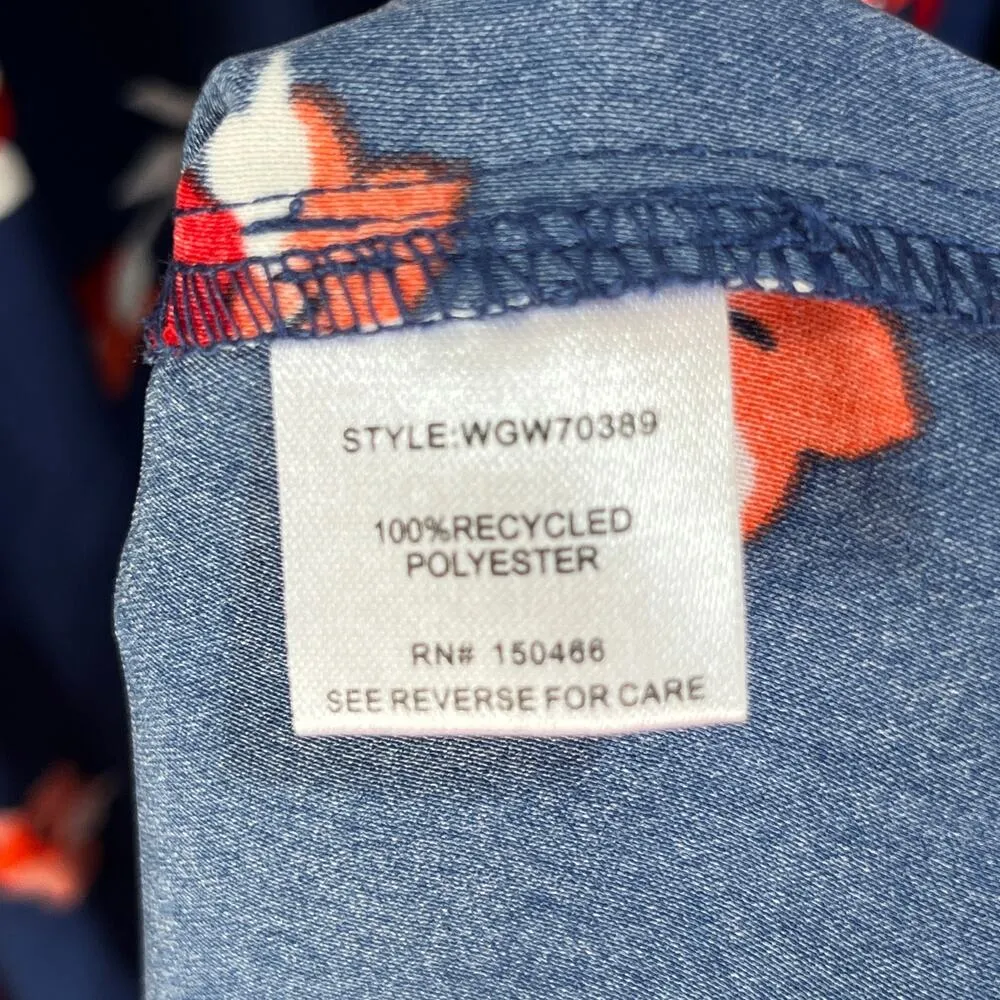 STYLE:WGW70389
100%RECYCLED
POLYESTER
RN# 150466
SEE REVERSE FOR CARE